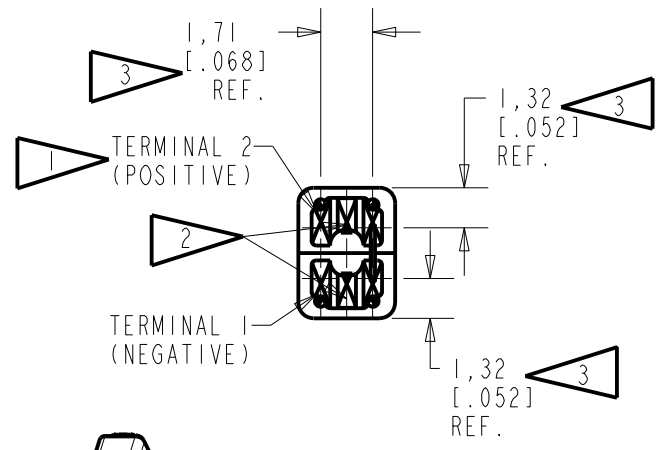 1,71
[.068]
REF.
3
1,32
[.052]
REF.
3
1
TERMINAL 2
(POSITIVE)
2
TERMINAL 1
(NEGATIVE)
1,32
[.052]
REF.
3